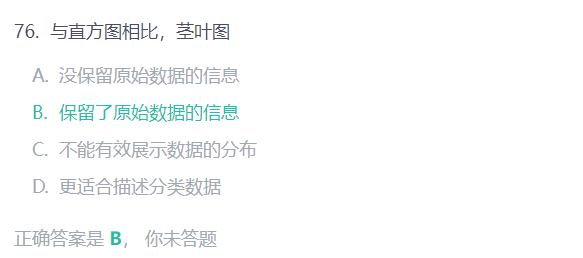 76. 与直方图相比，茎叶图
A. 没保留原始数据的信息
B. 保留了原始数据的信息
C. 不能有效展示数据的分布
D. 更适合描述分类数据
正确答案是 B， 你未答题